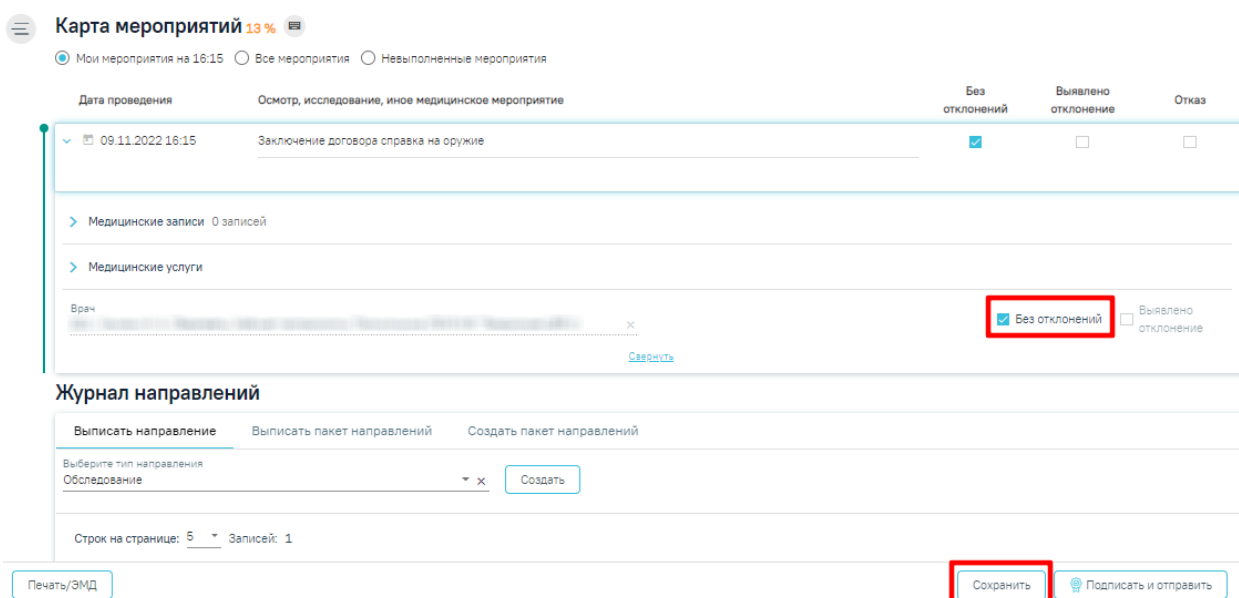 Карта мероприятий 13 %
Мои мероприятия на 16:15 Все мероприятия Невыполненные мероприятия
Дата проведения Осмотр, исследование, иное медицинское мероприятие Без отклонений Выявлено отклонение Отказ
09.11.2022 16:15 Заключение договора справка на оружие
Медицинские записи 0 записей
Медицинские услуги
Врач
Без отклонений Выявлено отклонение
Свернуть
Журнал направлений
Выписать направление Выписать пакет направлений Создать пакет направлений
Выберите тип направления
Обследование Создать
Строк на странице: 5 Записей: 1
Печать/ЭМД Сохранить Подписать и отправить